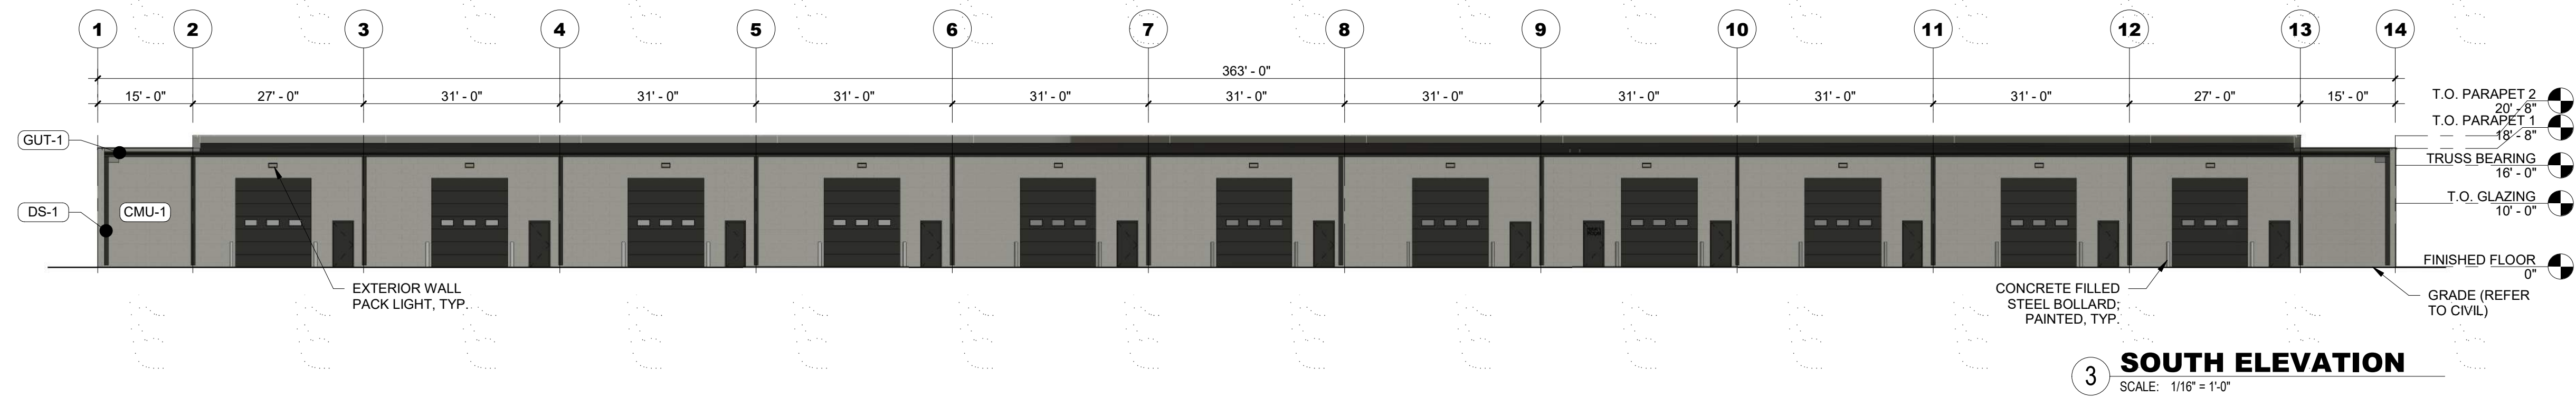 1 2 3 4 5 6 7 8 9 10 11 12 13 14
363' - 0"
15' - 0" 27' - 0" 31' - 0" 31' - 0" 31' - 0" 31' - 0" 31' - 0" 31' - 0" 31' - 0" 31' - 0" 31' - 0" 27' - 0" 15' - 0"
T.O. PARAPET 2
20' - 8"
T.O. PARAPET 1
18' - 8"
GUT-1
TRUSS BEARING
16' - 0"
T.O. GLAZING
10' - 0"
DS-1
CMU-1
FINISHED FLOOR
0"
EXTERIOR WALL
PACK LIGHT, TYP.
CONCRETE FILLED
STEEL BOLLARD;
PAINTED, TYP.
GRADE (REFER
TO CIVIL)
3 SOUTH ELEVATION
SCALE: 1/16" = 1'-0"